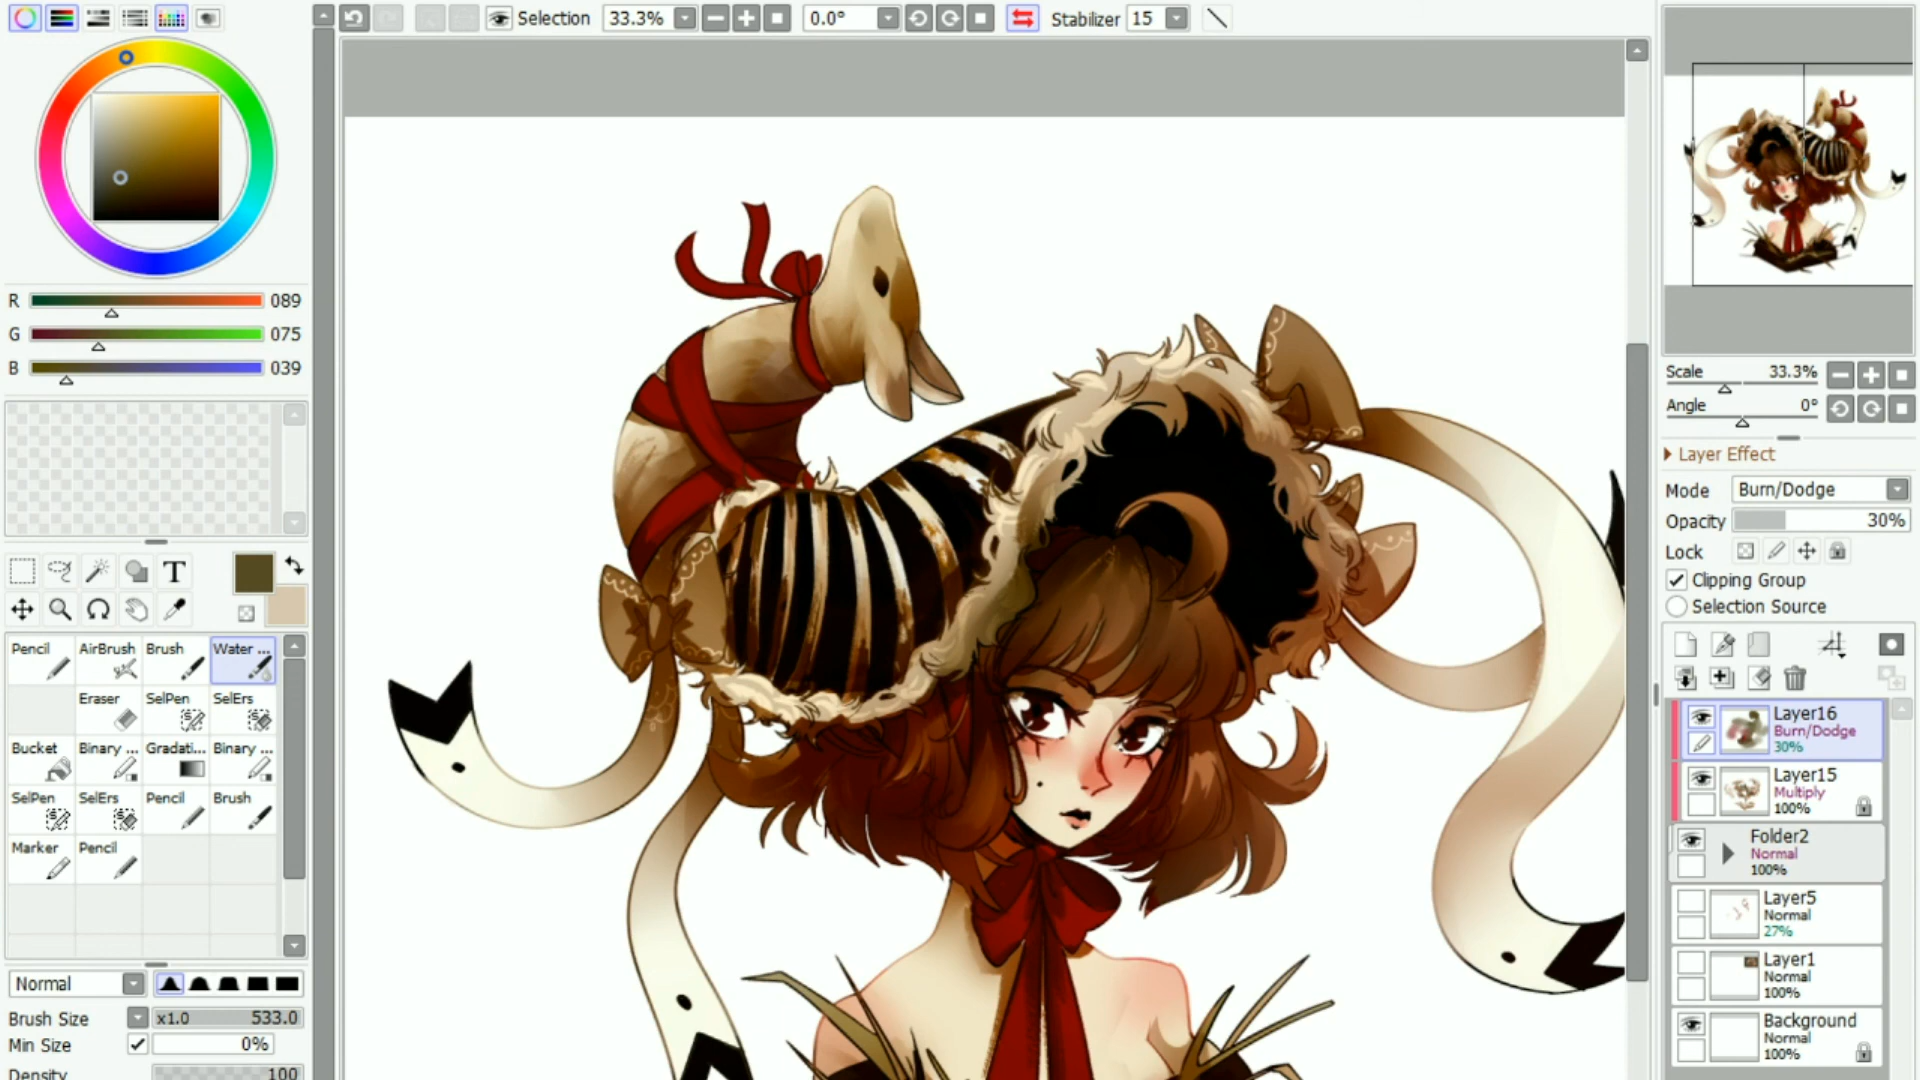 Selection 33.3% 0.0° Stabilizer 15
R 089
G 075
B 039
T
Pencil AirBrush Brush Water ...
Eraser SelPen SelErs
Bucket Binary ... Gradati... Binary ...
SelPen SelErs Pencil Brush
Marker Pencil
Normal
Brush Size x1.0 533.0
Min Size 0%
Density 100
Scale 33.3%
Angle 0°
Layer Effect
Mode Burn/Dodge
Opacity 30%
Lock
Clipping Group
Selection Source
Layer16
Burn/Dodge
30%
Layer15
Multiply
100%
Folder2
Normal
100%
Layer5
Normal
27%
Layer1
Normal
100%
Background
Normal
100%